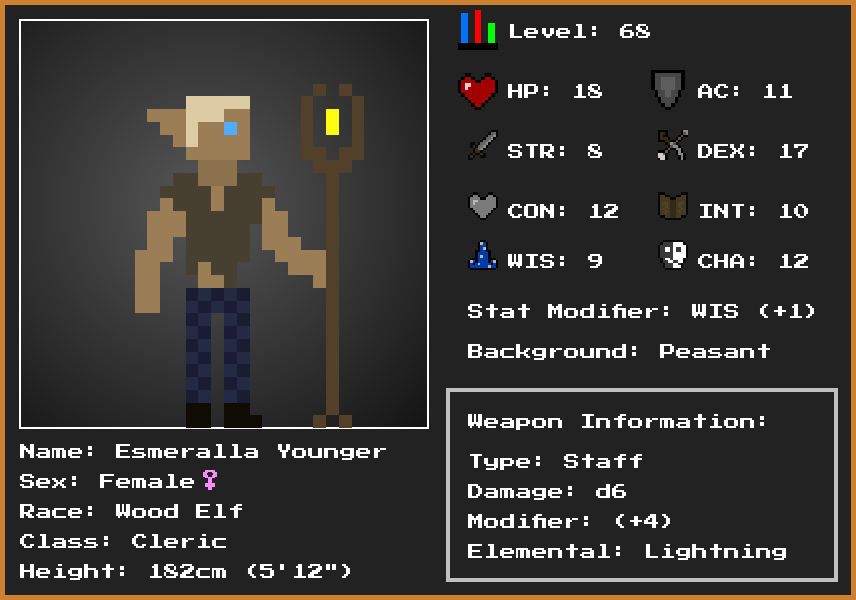 Level: 68
HP: 18 AC: 11
STR: 8 DEX: 17
CON: 12 INT: 10
WIS: 9 CHA: 12
Stat Modifier: WIS (+1)
Background: Peasant
Weapon Information:
Type: Staff
Damage: d6
Modifier: (+4)
Elemental: Lightning
Name: Esmeralla Younger
Sex: Female♀
Race: Wood Elf
Class: Cleric
Height: 182cm (5'12")